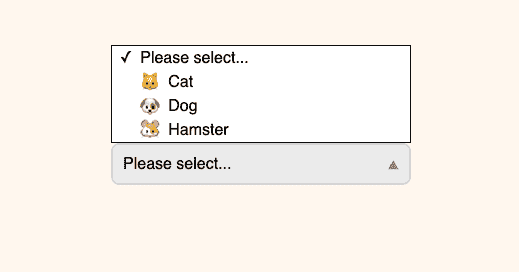 ✓ Please select...
🐱 Cat
🐶 Dog
🐹 Hamster
Please select...